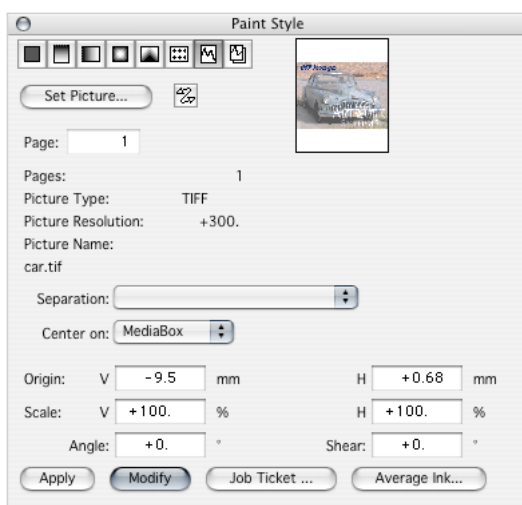 Paint Style
tiff Image
Set Picture...
Page: 1
Pages: 1
Picture Type: TIFF
Picture Resolution: +300.
Picture Name:
car.tif
Separation:
Center on: MediaBox
Origin: V -9.5 mm H +0.68 mm
Scale: V +100. % H +100. %
Angle: +0. ° Shear: +0. °
Apply Modify Job Ticket ... Average Ink...